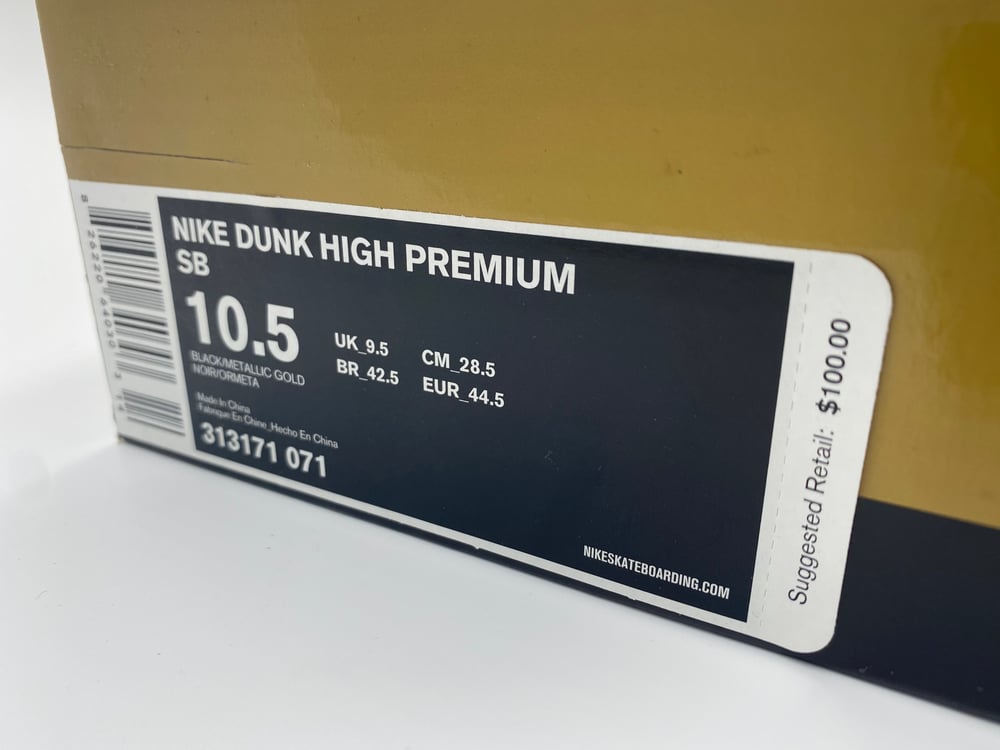 NIKE DUNK HIGH PREMIUM
SB
10.5
UK_9.5 CM_28.5
BR_42.5 EUR_44.5
BLACK/METALLIC GOLD
NOIR/ORMETA
Made In China
Fabrique En Chine_Hecho En China
313171 071
NIKESKATEBOARDING.COM
Suggested Retail: $100.00